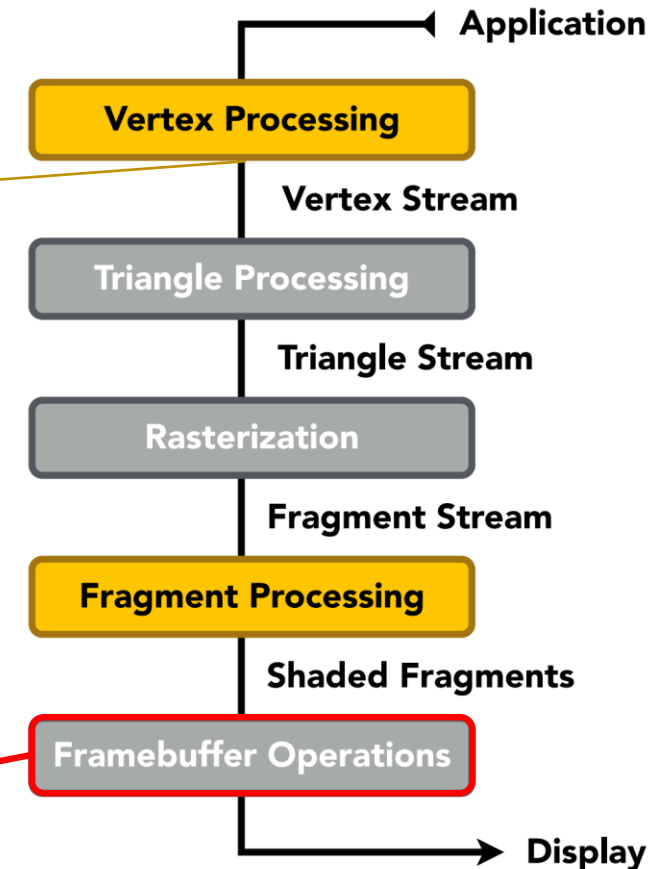 Application
Vertex Processing
Vertex Stream
Triangle Processing
Triangle Stream
Rasterization
Fragment Stream
Fragment Processing
Shaded Fragments
Framebuffer Operations
Display